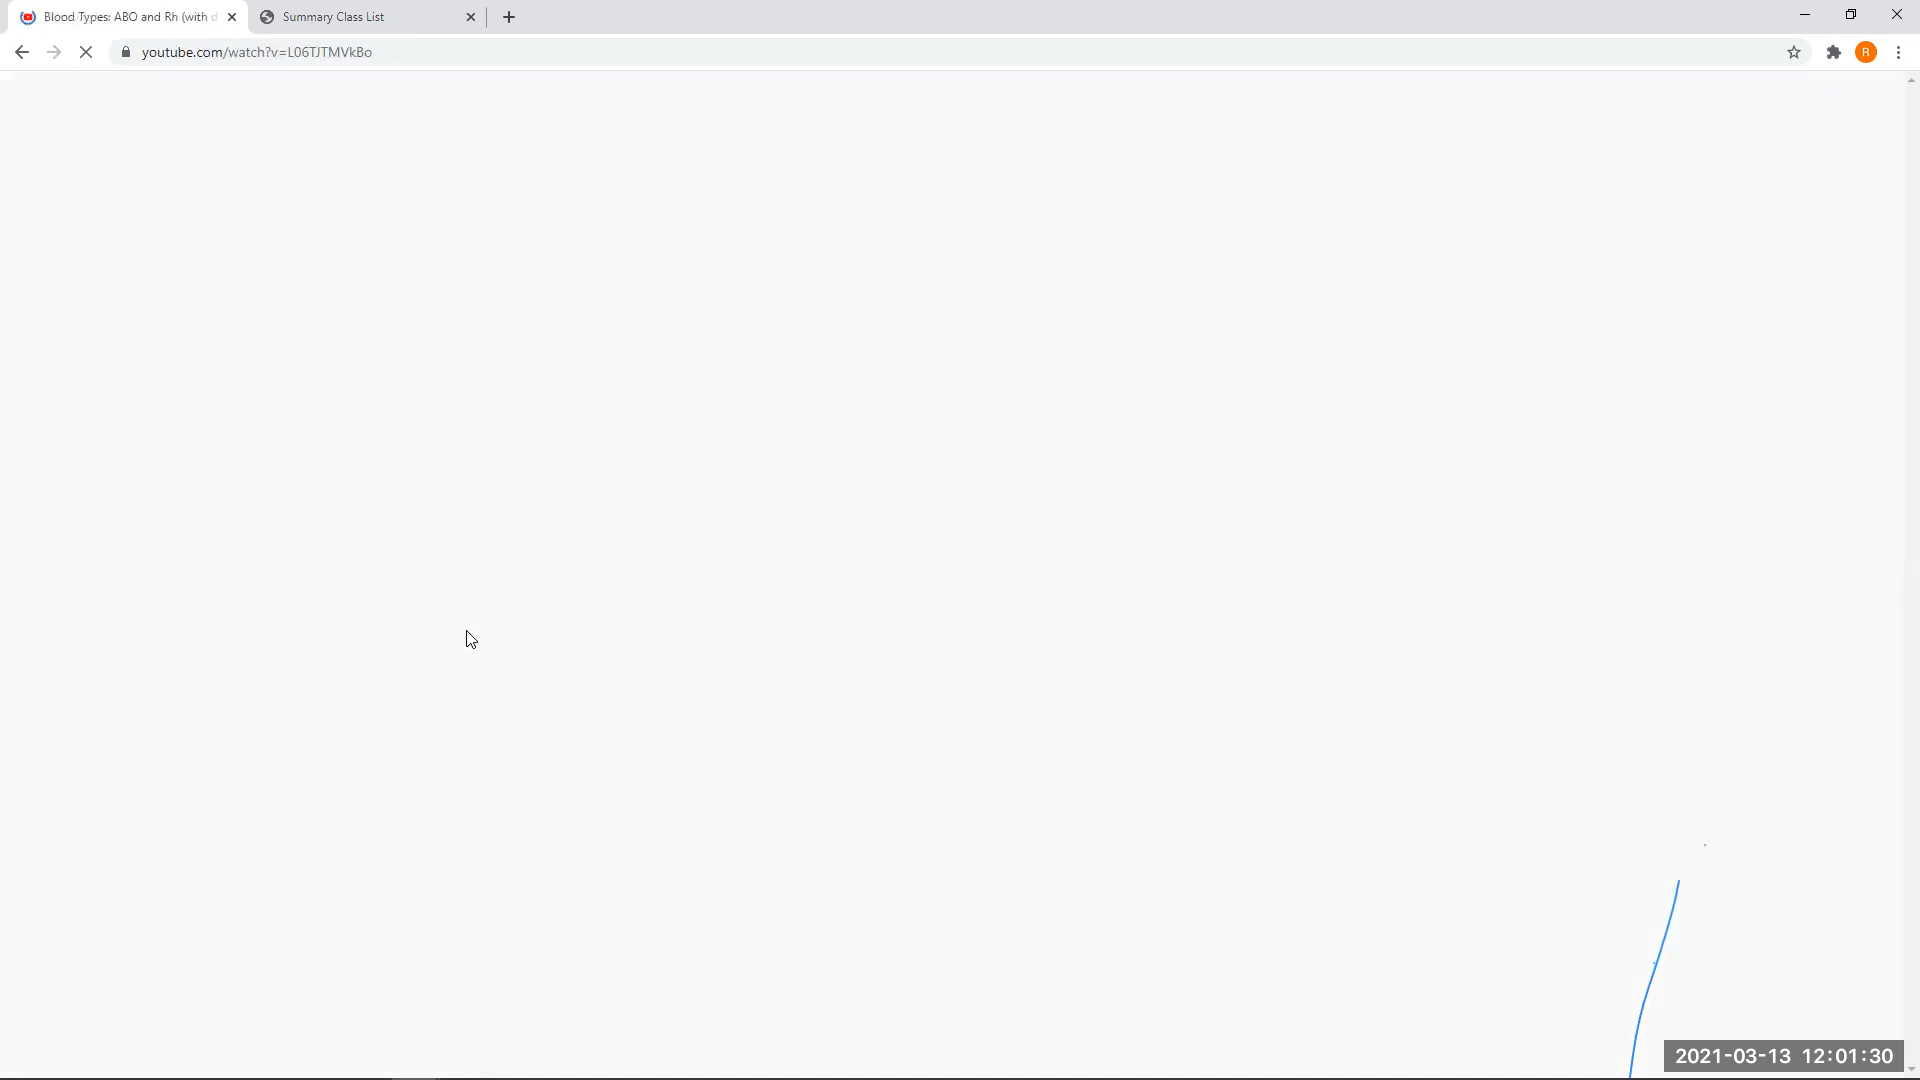 Blood Types: ABO and Rh (with d
Summary Class List
youtube.com/watch?v=L06TJTMVkBo
R
2021-03-13 12:01:30